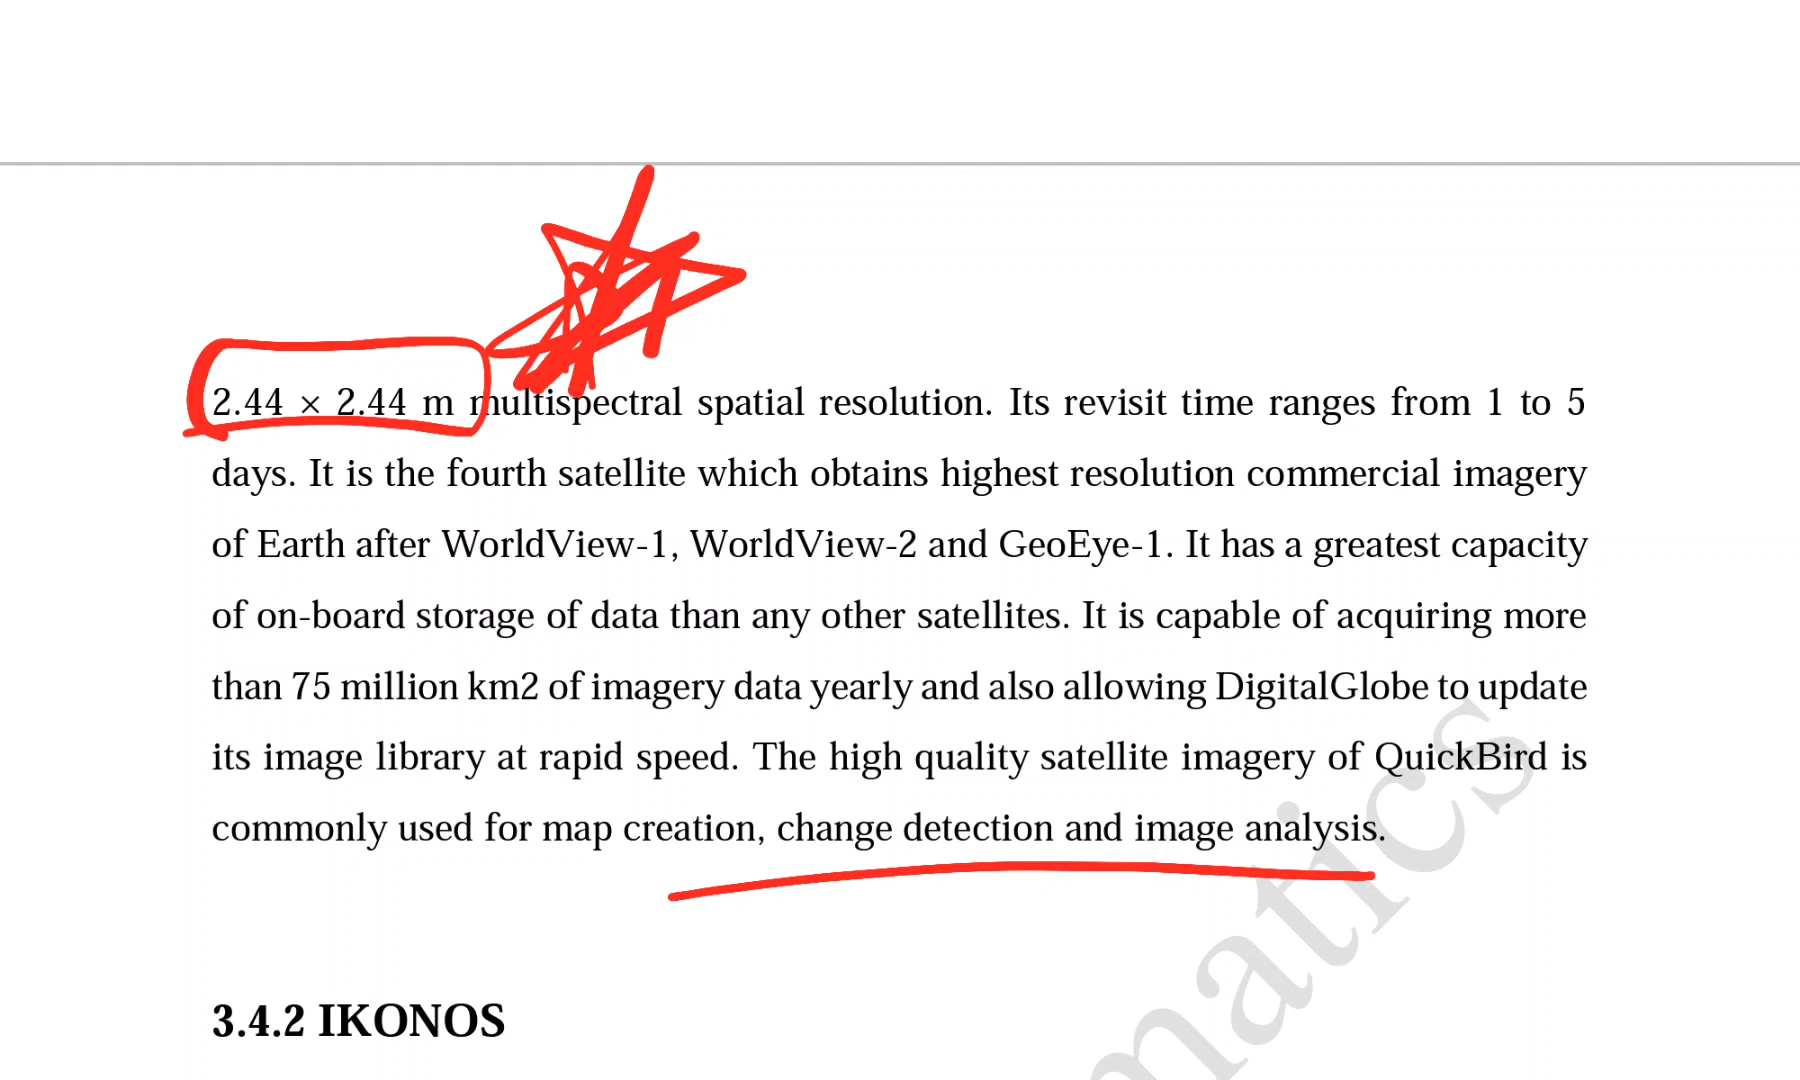 2.44 × 2.44 m multispectral spatial resolution. Its revisit time ranges from 1 to 5
days. It is the fourth satellite which obtains highest resolution commercial imagery
of Earth after WorldView-1, WorldView-2 and GeoEye-1. It has a greatest capacity
of on-board storage of data than any other satellites. It is capable of acquiring more
than 75 million km2 of imagery data yearly and also allowing DigitalGlobe to update
its image library at rapid speed. The high quality satellite imagery of QuickBird is
commonly used for map creation, change detection and image analysis.
matics
3.4.2 IKONOS